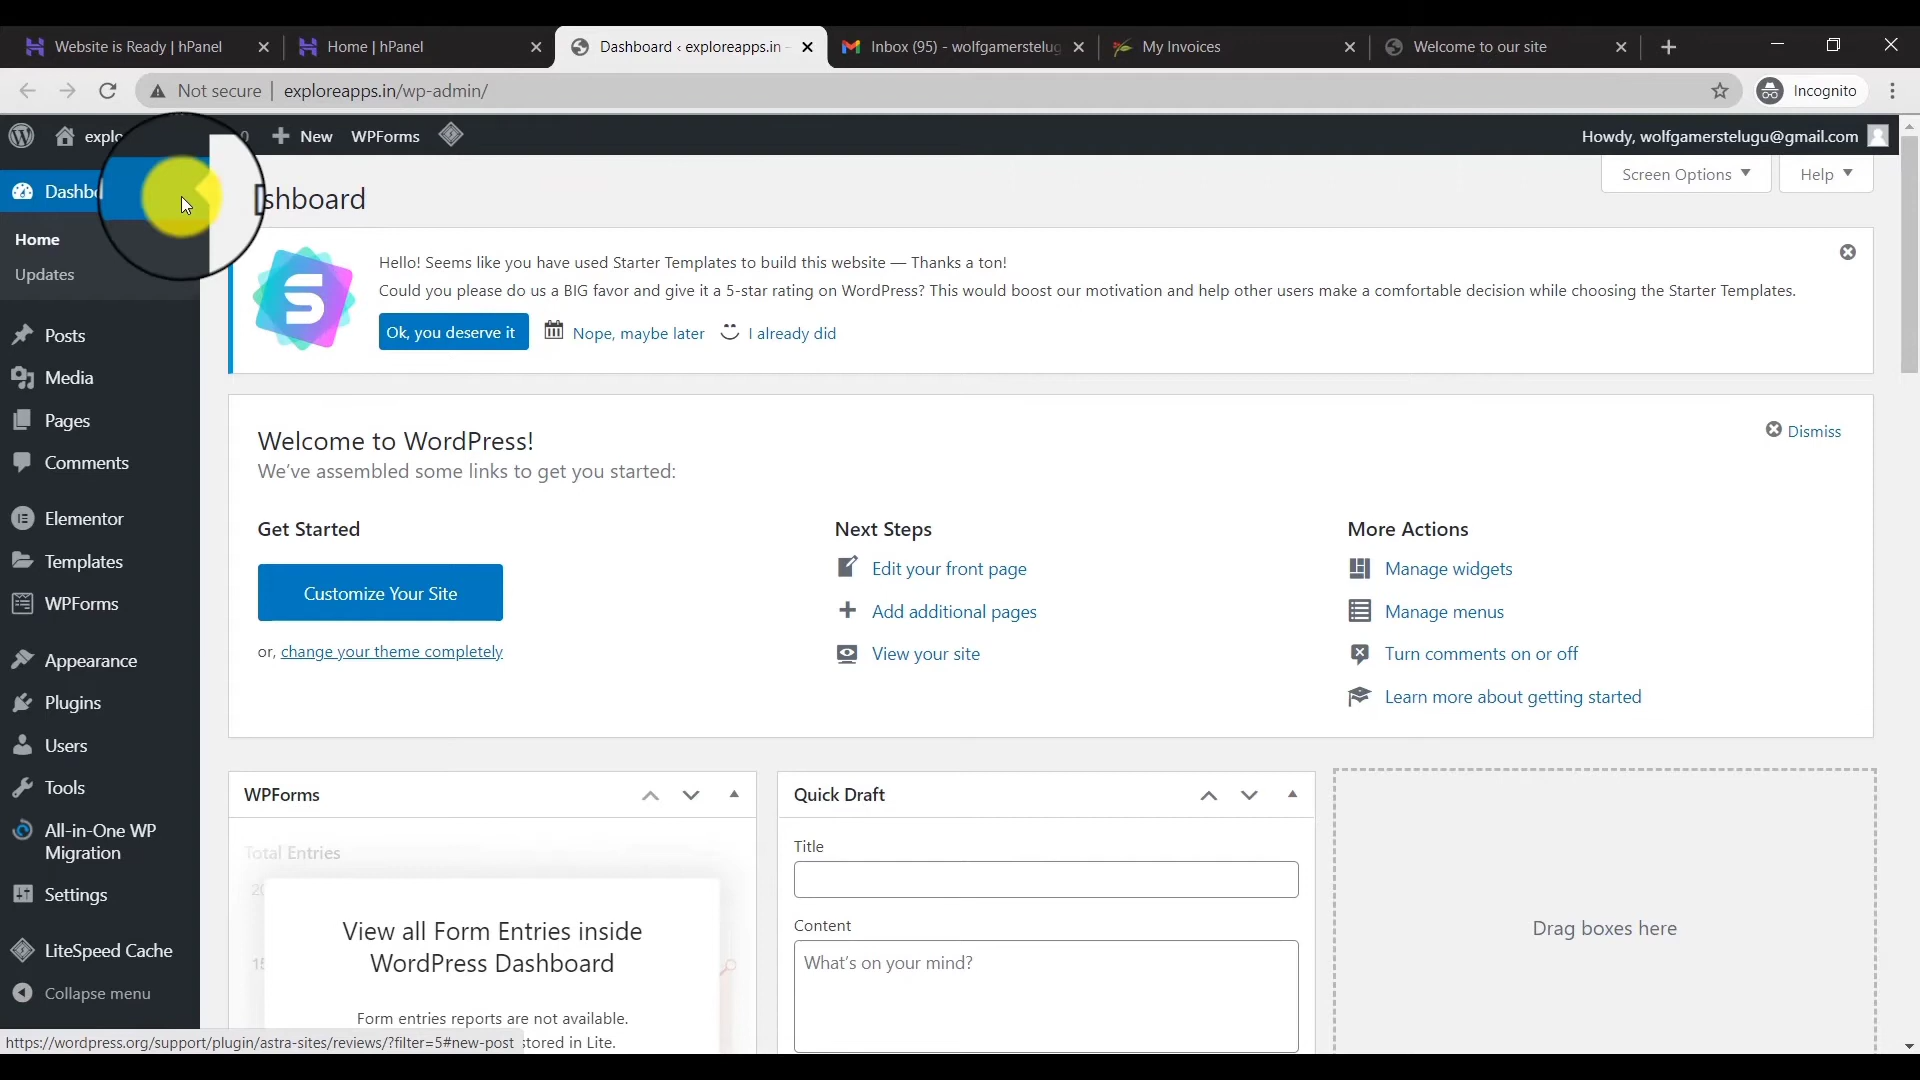 Website is Ready | hPanel
Home | hPanel
Dashboard ‹ exploreapps.in -
Inbox (95) - wolfgamerstelug
My Invoices
Welcome to our site
Not secure
exploreapps.in/wp-admin/
Incognito
explo
0
New
WPForms
Howdy, wolfgamerstelugu@gmail.com
Screen Options
Help
Dashbo
shboard
Home
Updates
Posts
Media
Pages
Comments
Elementor
Templates
WPForms
Appearance
Plugins
Users
Tools
All-in-One WP
Migration
Settings
LiteSpeed Cache
Collapse menu
Hello! Seems like you have used Starter Templates to build this website — Thanks a ton!
Could you please do us a BIG favor and give it a 5-star rating on WordPress? This would boost our motivation and help other users make a comfortable decision while choosing the Starter Templates.
Ok, you deserve it
Nope, maybe later
I already did
Welcome to WordPress!
We've assembled some links to get you started:
Dismiss
Get Started
Customize Your Site
or, change your theme completely
Next Steps
Edit your front page
Add additional pages
View your site
More Actions
Manage widgets
Manage menus
Turn comments on or off
Learn more about getting started
WPForms
Total Entries
View all Form Entries inside
WordPress Dashboard
Form entries reports are not available.
stored in Lite.
Quick Draft
Title
Content
What's on your mind?
Drag boxes here
https://wordpress.org/support/plugin/astra-sites/reviews/?filter=5#new-post